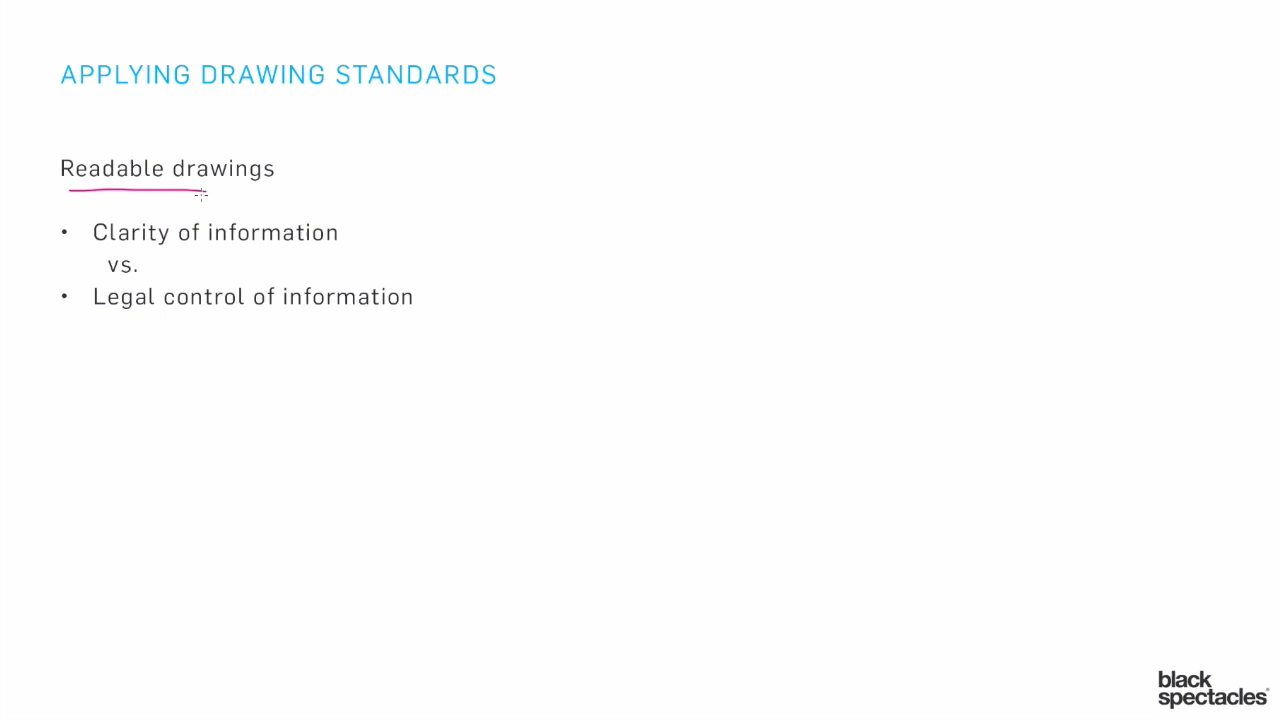 APPLYING DRAWING STANDARDS
Readable drawings
• Clarity of information
vs.
• Legal control of information
black
spectacles®